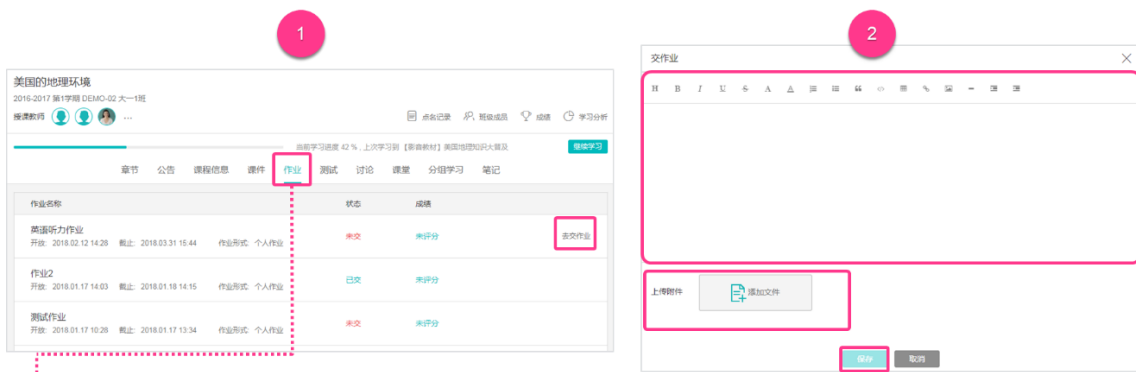 1
美国的地理环境
2016-2017 第1学期 DEMO-02 大一1班
授课教师 ...
点名记录 班级成员 成绩 学习分析
当前学习进度 42 % , 上次学习到 【影音教材】美国地理知识大普及 继续学习
章节 公告 课程信息 课件 作业 测试 讨论 课堂 分组学习 笔记
作业名称 状态 成绩
英语听力作业 未交 未评分 去交作业
开放: 2018.02.12 14:28 截止: 2018.03.31 15:44 作业形式: 个人作业
作业2 已交 未评分
开放: 2018.01.17 14:03 截止: 2018.01.18 14:15 作业形式: 个人作业
测试作业 未交 未评分
开放: 2018.01.17 10:28 截止: 2018.01.17 13:34 作业形式: 个人作业
2
交作业
H B I U S A A
上传附件 添加文件
保存 取消